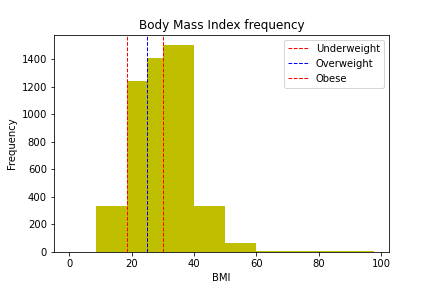 Body Mass Index frequency
Underweight
Overweight
Obese
1400
1200
1000
800
600
400
200
0
Frequency
0 20 40 60 80 100
BMI